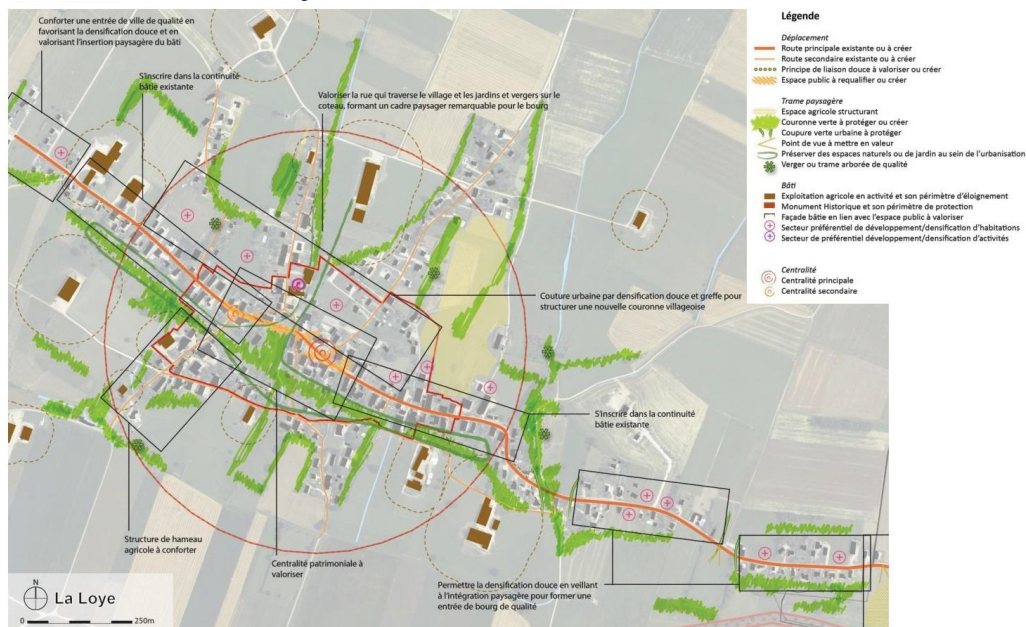 Conforter une entrée de ville de qualité en
favorisant la densification douce et en
valorisant l'insertion paysagère du bâti
S'inscrire dans la continuité
bâtie existante
Valoriser la rue qui traverse le village et les jardins et vergers sur le
coteau, formant un cadre paysager remarquable pour le bourg
Couture urbaine par densification douce et greffe pour
structurer une nouvelle couronne villageoise
S'inscrire dans la continuité
bâtie existante
Structure de hameau
agricole à conforter
Centralité patrimoniale à
valoriser
Permettre la densification douce en veillant
à l'intégration paysagère pour former une
entrée de bourg de qualité
N
La Loye
0
250m
Légende
Déplacement
Route principale existante ou à créer
Route secondaire existante ou à créer
Principe de liaison douce à valoriser ou créer
Espace public à requalifier ou créer
Trame paysagère
Espace agricole structurant
Couronne verte à protéger ou créer
Coupure verte urbaine à protéger
Point de vue à mettre en valeur
Préserver des espaces naturels ou de jardin au sein de l'urbanisation
Verger ou trame arborée de qualité
Bâti
Exploitation agricole en activité et son périmètre d'éloignement
Monument Historique et son périmètre de protection
Façade bâtie en lien avec l'espace public à valoriser
Secteur préférentiel de développement/densification d'habitations
Secteur de préférentiel développement/densification d'activités
Centralité
Centralité principale
Centralité secondaire